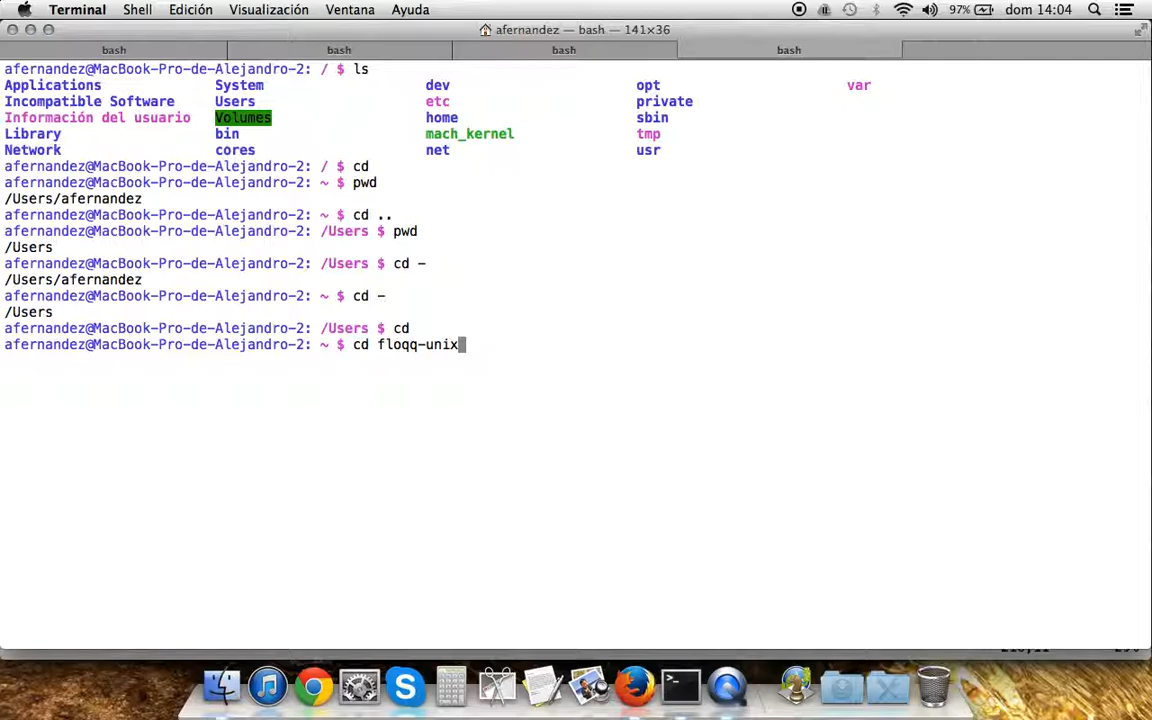 Terminal Shell Edición Visualización Ventana Ayuda 97% dom 14:04
afernandez — bash — 141×36
bash bash bash bash
afernandez@MacBook-Pro-de-Alejandro-2: / $ ls
Applications System dev opt var
Incompatible Software Users etc private
Información del usuario Volumes home sbin
Library bin mach_kernel tmp
Network cores net usr
afernandez@MacBook-Pro-de-Alejandro-2: / $ cd
afernandez@MacBook-Pro-de-Alejandro-2: ~ $ pwd
/Users/afernandez
afernandez@MacBook-Pro-de-Alejandro-2: ~ $ cd ..
afernandez@MacBook-Pro-de-Alejandro-2: /Users $ pwd
/Users
afernandez@MacBook-Pro-de-Alejandro-2: /Users $ cd -
/Users/afernandez
afernandez@MacBook-Pro-de-Alejandro-2: ~ $ cd -
/Users
afernandez@MacBook-Pro-de-Alejandro-2: /Users $ cd
afernandez@MacBook-Pro-de-Alejandro-2: ~ $ cd floqq-unix